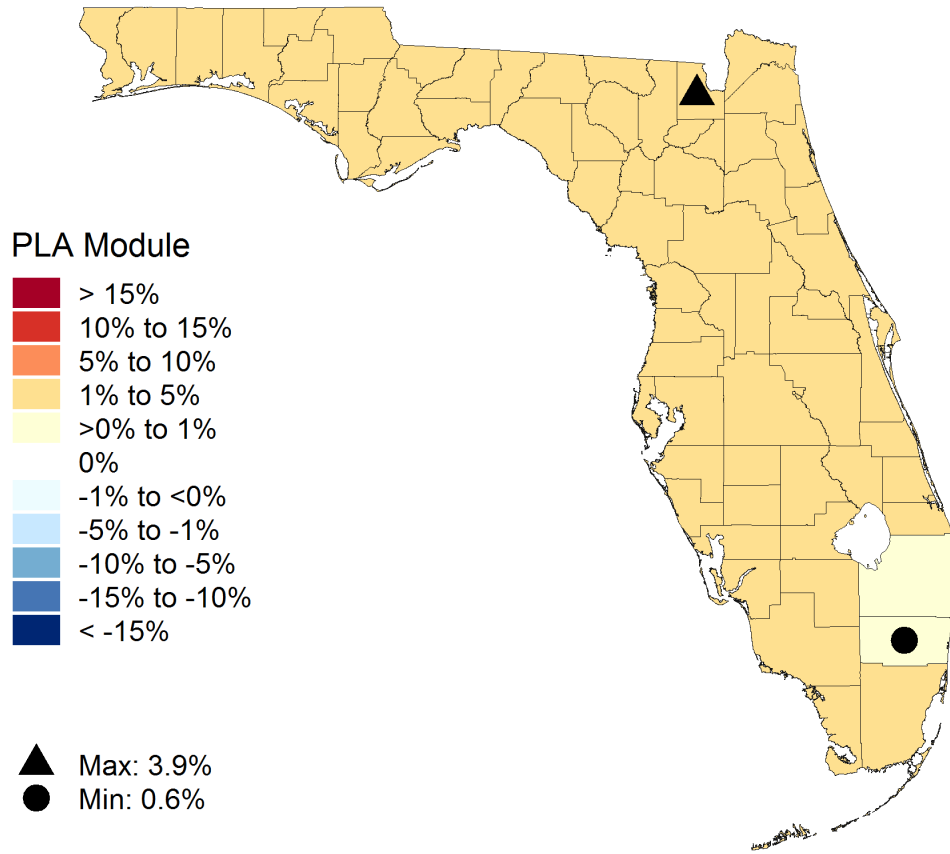 PLA Module
> 15%
10% to 15%
5% to 10%
1% to 5%
>0% to 1%
0%
-1% to <0%
-5% to -1%
-10% to -5%
-15% to -10%
< -15%
Max: 3.9%
Min: 0.6%